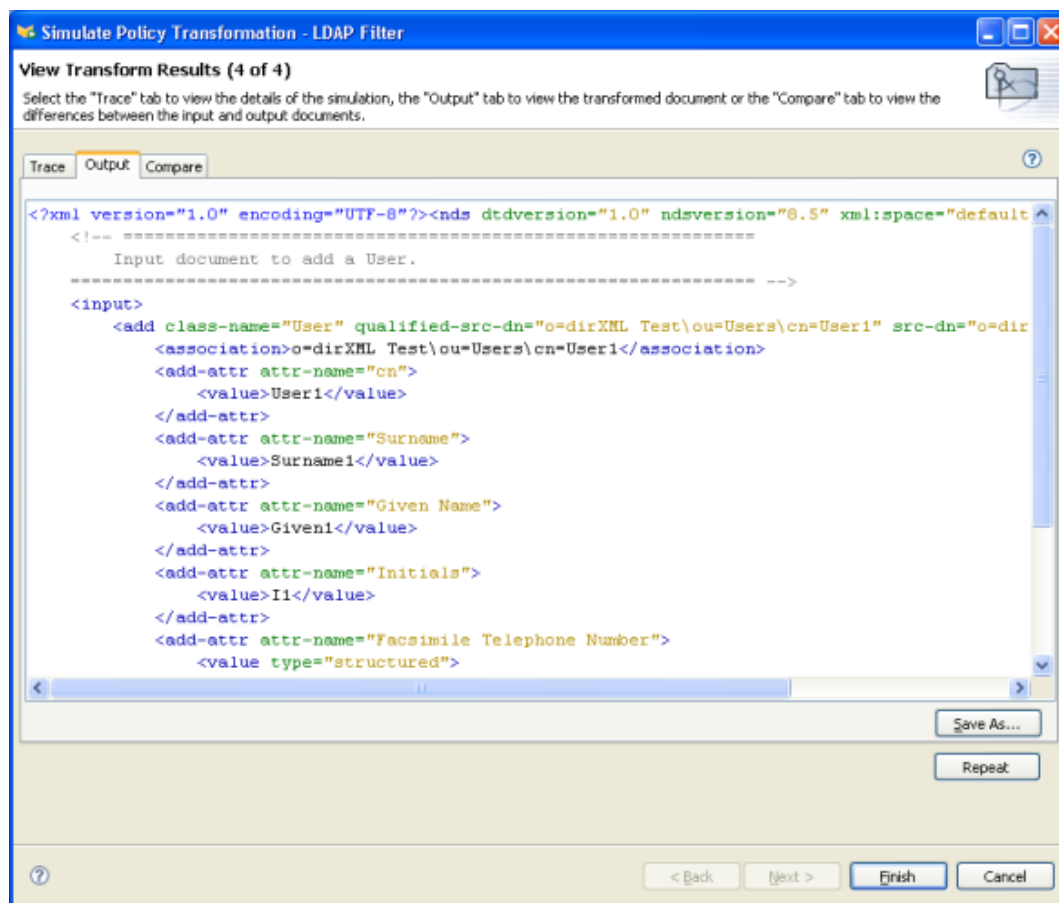 Simulate Policy Transformation - LDAP Filter
View Transform Results (4 of 4)
Select the "Trace" tab to view the details of the simulation, the "Output" tab to view the transformed document or the "Compare" tab to view the
differences between the input and output documents.
Trace Output Compare
<?xml version="1.0" encoding="UTF-8"?><nds dtdversion="1.0" ndsversion="8.5" xml:space="default
<!-- ============================================================
Input document to add a User.
================================================================= -->
<input>
<add class-name="User" qualified-src-dn="o=dirXML Test\ou=Users\cn=User1" src-dn="o=dir
<association>o=dirXML Test\ou=Users\cn=User1</association>
<add-attr attr-name="cn">
<value>User1</value>
</add-attr>
<add-attr attr-name="Surname">
<value>Surname1</value>
</add-attr>
<add-attr attr-name="Given Name">
<value>Given1</value>
</add-attr>
<add-attr attr-name="Initials">
<value>I1</value>
</add-attr>
<add-attr attr-name="Facsimile Telephone Number">
<value type="structured">
Save As...
Repeat
< Back Next > Finish Cancel